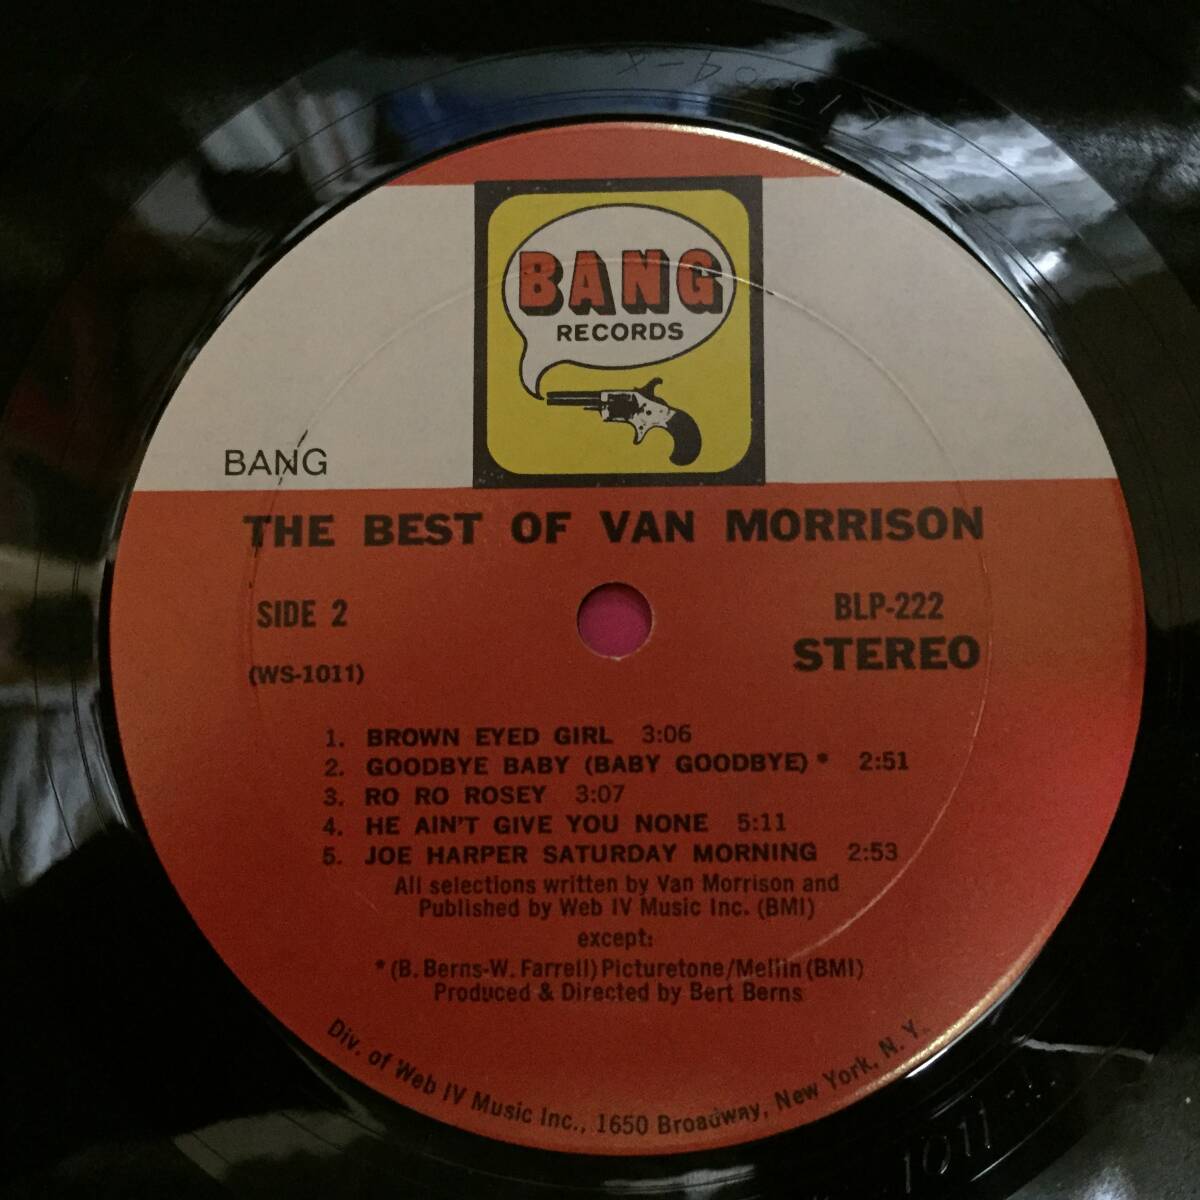 BANG
RECORDS
BANG
THE BEST OF VAN MORRISON
SIDE 2
BLP-222
STEREO
(WS-1011)
1. BROWN EYED GIRL 3:06
2. GOODBYE BABY (BABY GOODBYE) * 2:51
3. RO RO ROSEY 3:07
4. HE AIN'T GIVE YOU NONE 5:11
5. JOE HARPER SATURDAY MORNING 2:53
All selections written by Van Morrison and
Published by Web IV Music Inc. (BMI)
except:
* (B. Berns-W. Farrell) Picturetone/Mellin (BMI)
Produced & Directed by Bert Berns
Div. of Web IV Music Inc., 1650 Broadway, New York, N. Y.